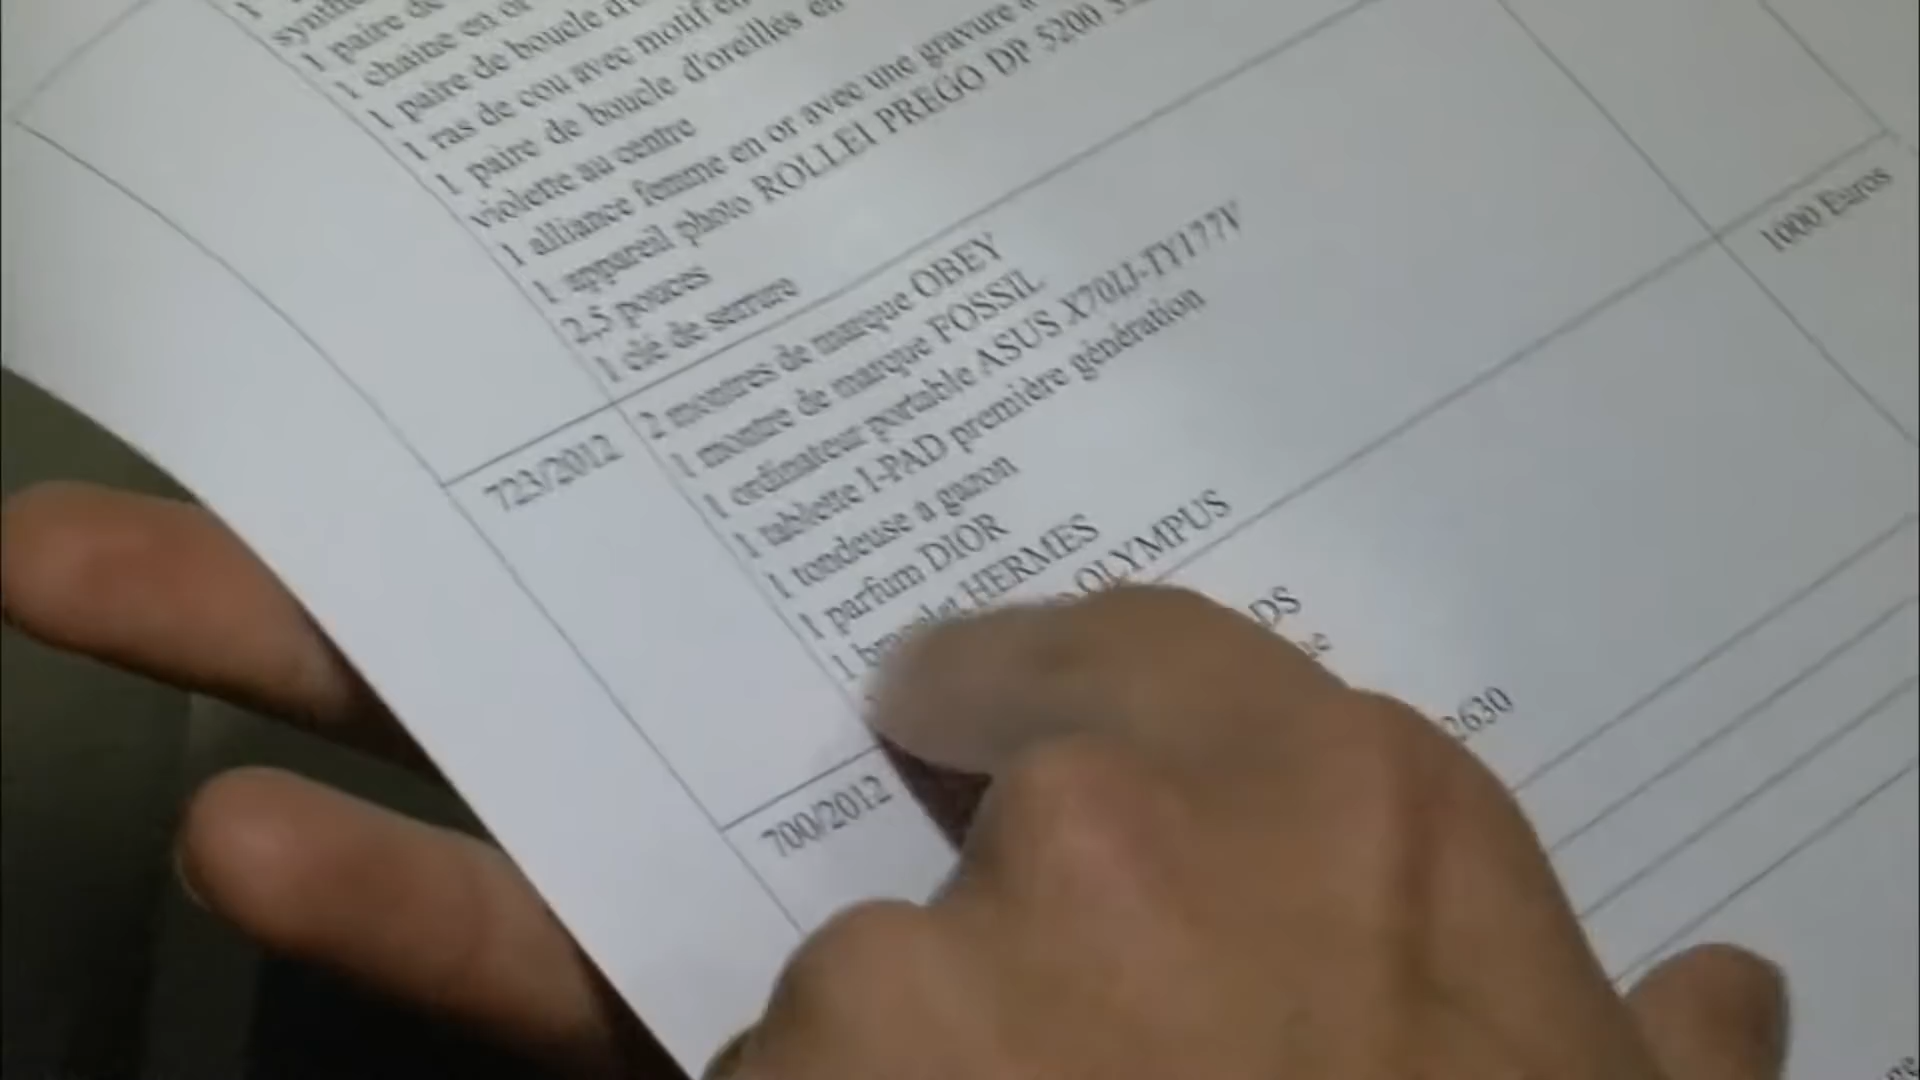 1
synthé
1 paire de
1 chaine en or
1 paire de boucle d'o
1 ras de cou avec motif en
1 paire de boucle d'oreilles en
violette au centre
1 alliance femme en or avec une gravure
1 appareil photo ROLLEI PREGO DP 5200
2,5 pouces
1 clé de serrure
723/2012
2 montres de marque OBEY
1 montre de marque FOSSIL
1 ordinateur portable ASUS X70IJ-TY177V
1 tablette I-PAD première génération
1 tondeuse a gazon
1 parfum DIOR
1 bracelet HERMES
OLYMPUS
1000 Euros
700/2012
DS
2630